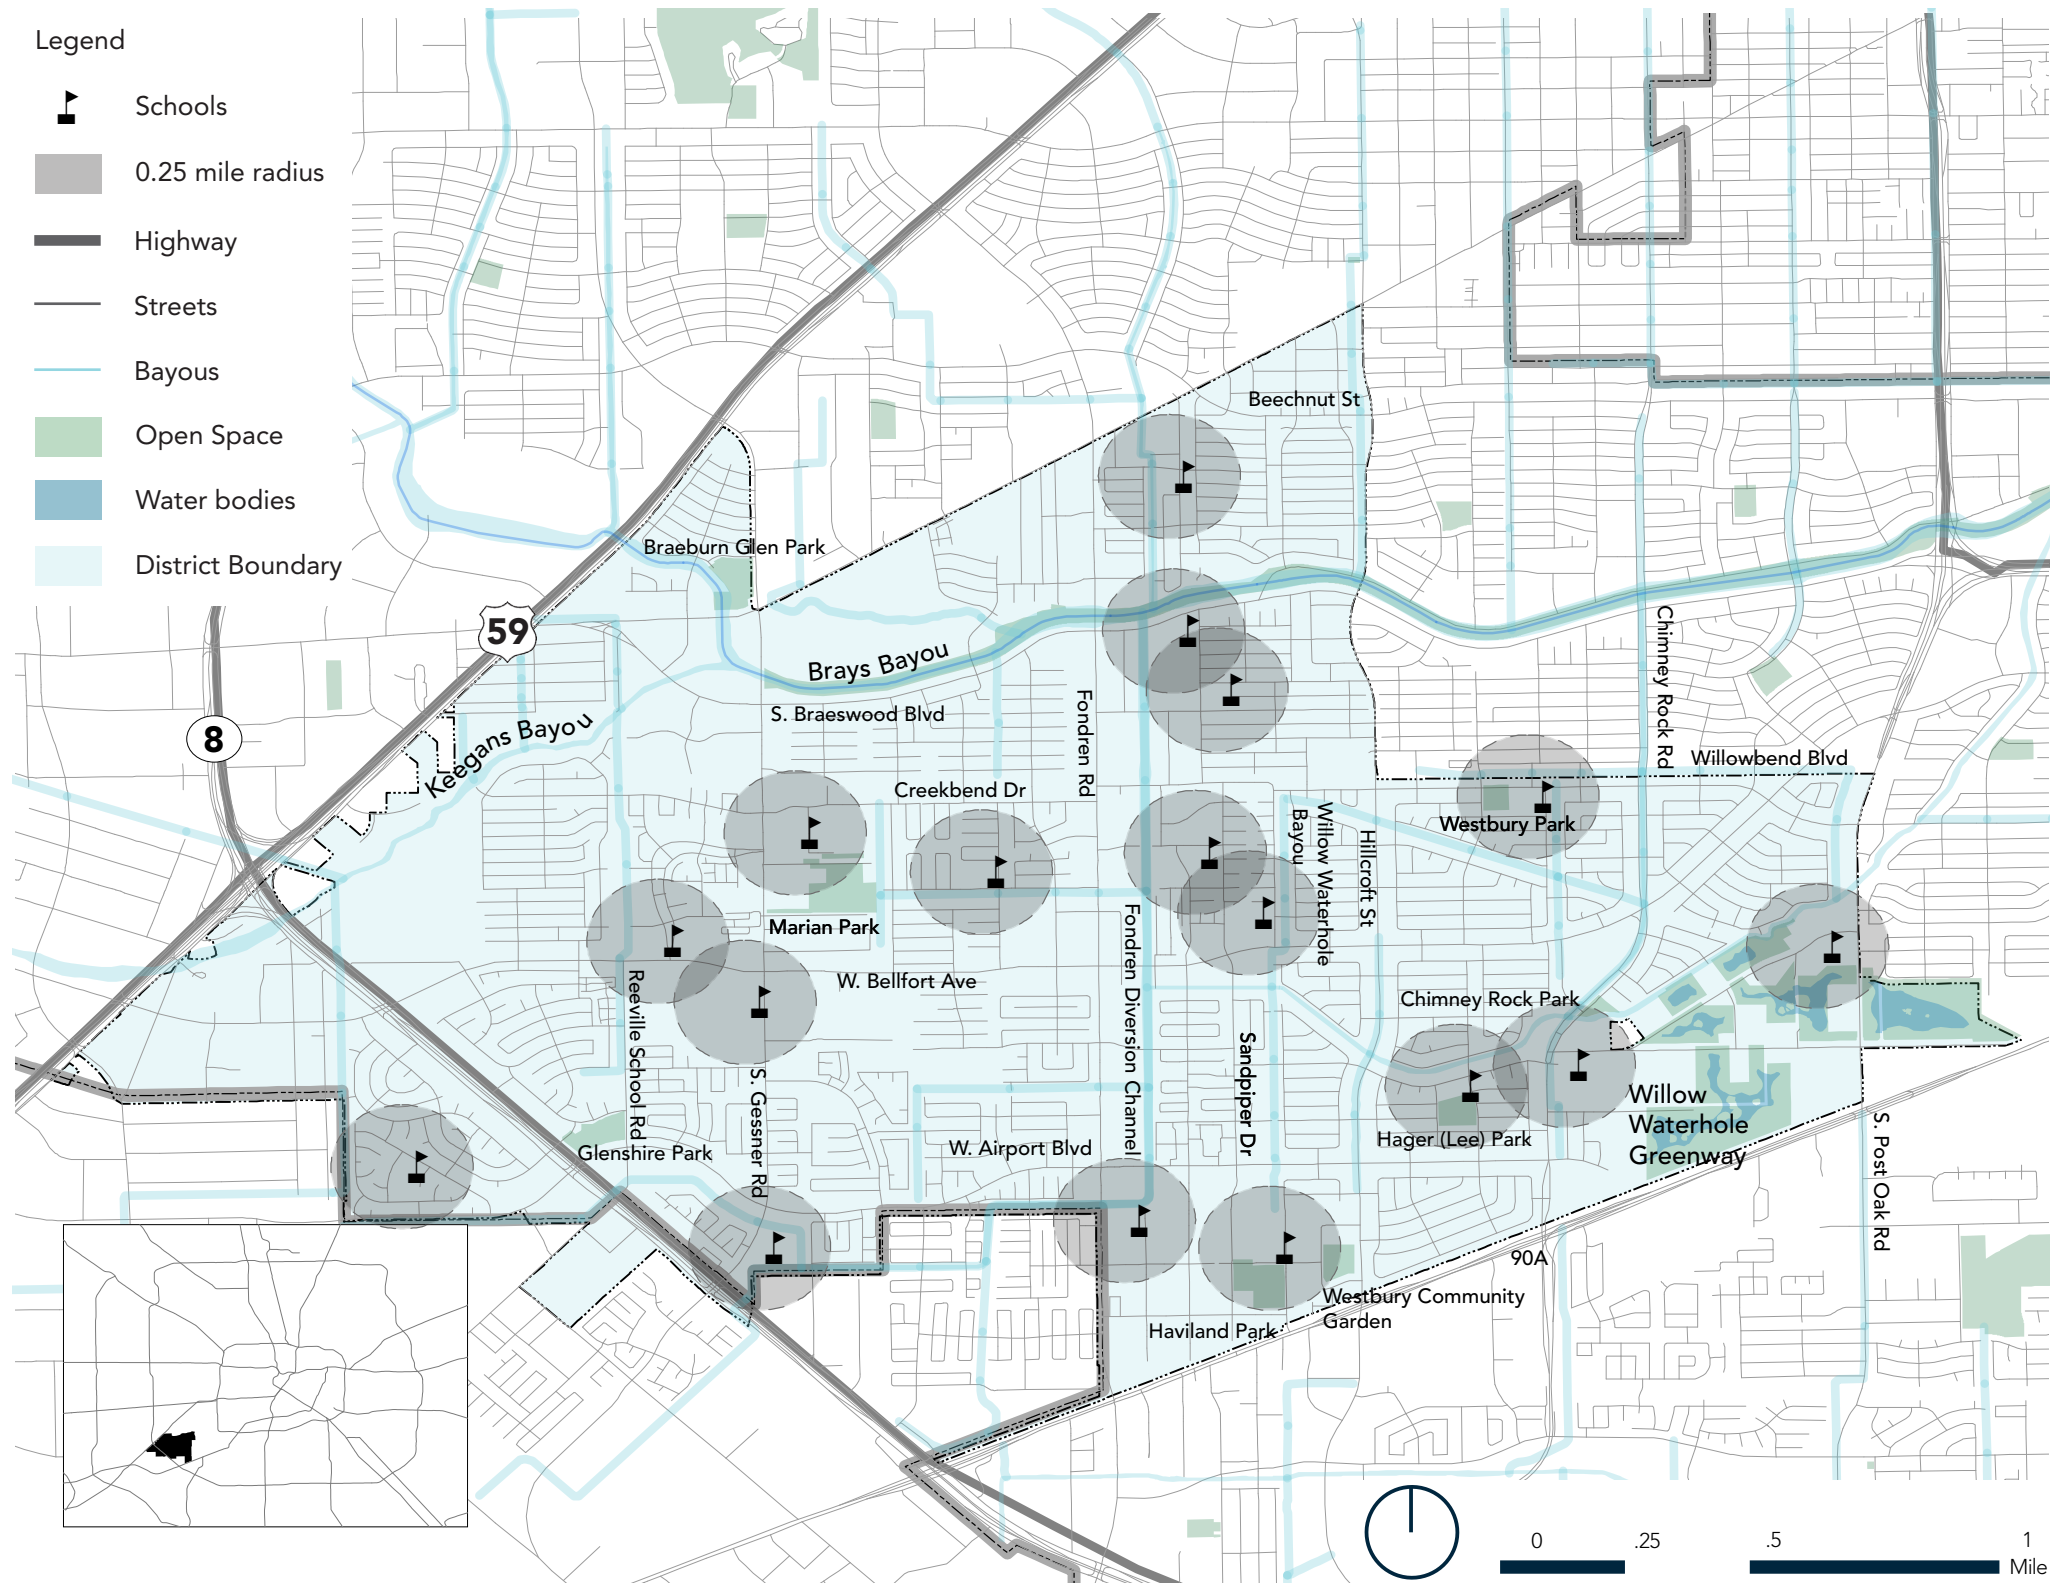 Legend
Schools
0.25 mile radius
Highway
Streets
Bayous
Open Space
Water bodies
District Boundary
Beechnut St
Braeburn Glen Park
59
Brays Bayou
8
Keegans Bayou
S. Braeswood Blvd
Fondren Rd
Chimney Rock Rd
Willowbend Blvd
Creekbend Dr
Westbury Park
Willow Waterhole
Bayou
Hillcroft St
Marian Park
W. Bellfort Ave
Reeville School Rd
Fondren Diversion Channel
Chimney Rock Park
Sandpiper Dr
S. Gessner Rd
Willow
Waterhole
Greenway
Glenshire Park
W. Airport Blvd
Hager (Lee) Park
S. Post Oak Rd
90A
Westbury Community
Garden
Haviland Park
0 .25 .5 1
Mile